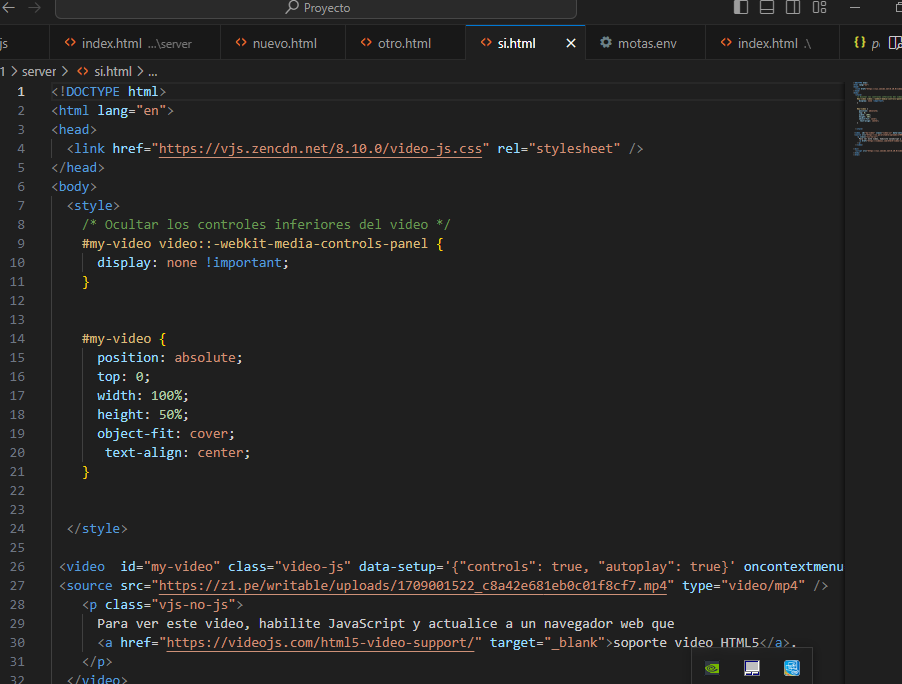 Proyecto
js
index.html ...\server
nuevo.html
otro.html
si.html
motas.env
index.html .\
{}
1 > server > <> si.html > ...
1 <!DOCTYPE html>
2 <html lang="en">
3 <head>
4 <link href="https://vjs.zencdn.net/8.10.0/video-js.css" rel="stylesheet" />
5 </head>
6 <body>
7 <style>
8 /* Ocultar los controles inferiores del video */
9 #my-video video::-webkit-media-controls-panel {
10 display: none !important;
11 }
12
13
14 #my-video {
15 position: absolute;
16 top: 0;
17 width: 100%;
18 height: 50%;
19 object-fit: cover;
20 text-align: center;
21 }
22
23
24 </style>
25
26 <video  id="my-video" class="video-js" data-setup='{"controls": true, "autoplay": true}' oncontextmenu
27 <source src="https://z1.pe/writable/uploads/1709001522_c8a42e681eb0c01f8cf7.mp4" type="video/mp4" />
28 <p class="vjs-no-js">
29 Para ver este video, habilite JavaScript y actualice a un navegador web que
30 <a href="https://videojs.com/html5-video-support/" target="_blank">soporte video HTML5</a>.
31 </p>
32 </video>